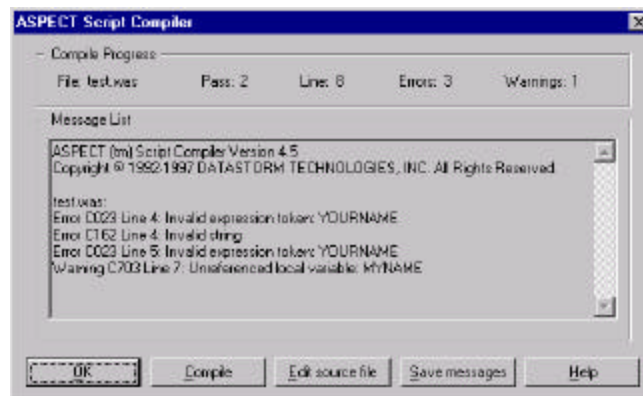 ASPECT Script Compiler
Compile Progress
File: test.was Pass: 2 Line: 8 Errors: 3 Warnings: 1
Message List
ASPECT (tm) Script Compiler Version 4.5
Copyright © 1992-1997 DATASTORM TECHNOLOGIES, INC. All Rights Reserved.
test.was:
Error C023 Line 4: Invalid expression token: YOURNAME
Error C162 Line 4: Invalid string
Error C023 Line 5: Invalid expression token: YOURNAME
Warning C703 Line 7: Unreferenced local variable: MYNAME
OK Compile Edit source file Save messages Help